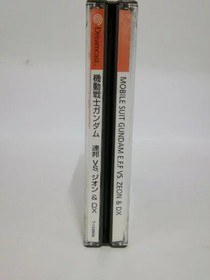 Dreamcast
機動戦士ガンダム 連邦 VS. ジオン & DX
MOBILE SUIT GUNDAM E.F.F. VS. ZEON & DX